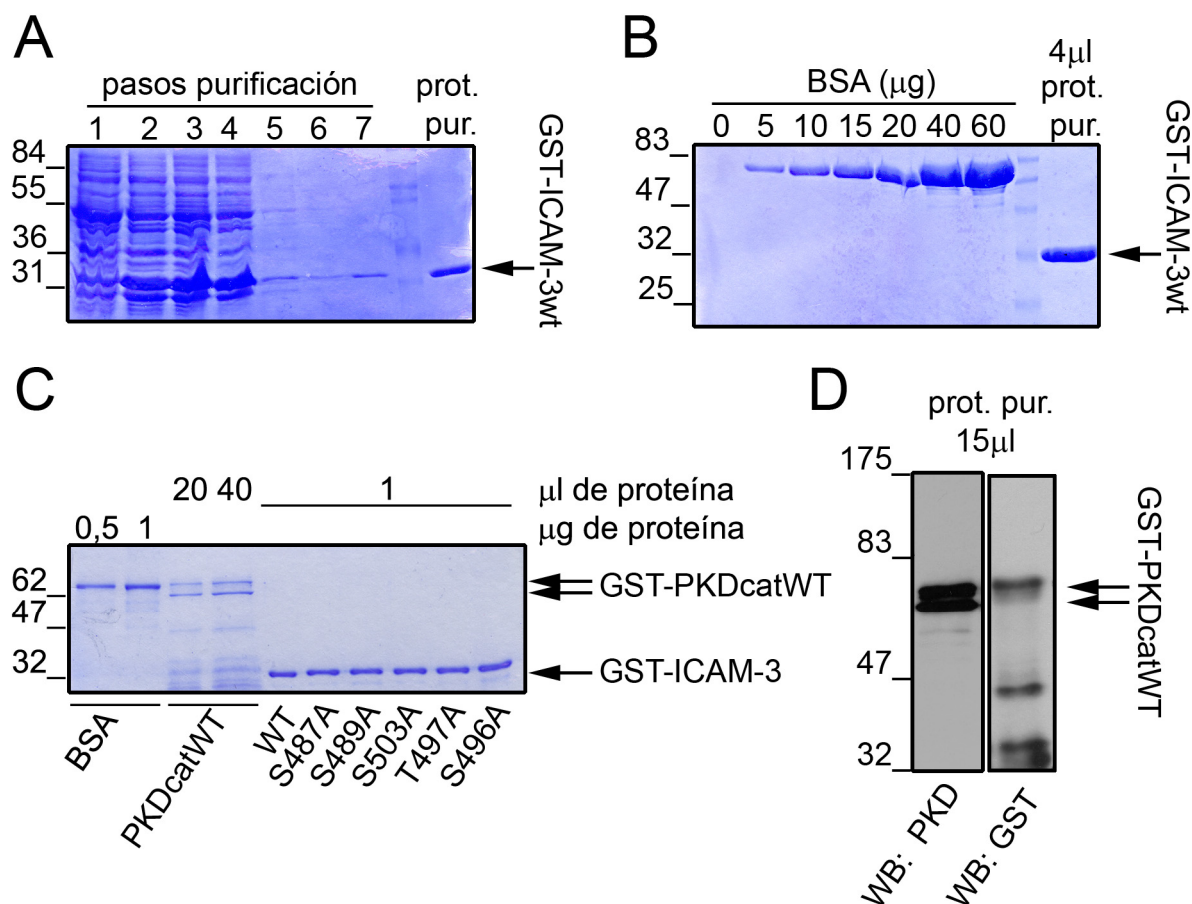 A
pasos purificación
prot.
pur.
1 2 3 4 5 6 7
84
55
36
31
GST-ICAM-3wt
B
BSA (µg)
4µl
prot.
pur.
0 5 10 15 20 40 60
83
47
32
25
GST-ICAM-3wt
C
20 40 1 µl de proteína
0,5 1 µg de proteína
62
47
32
GST-PKDcatWT
GST-ICAM-3
BSA
PKDcatWT
WT
S487A
S489A
S503A
T497A
S496A
D
prot. pur.
15µl
175
83
47
32
GST-PKDcatWT
WB: PKD
WB: GST